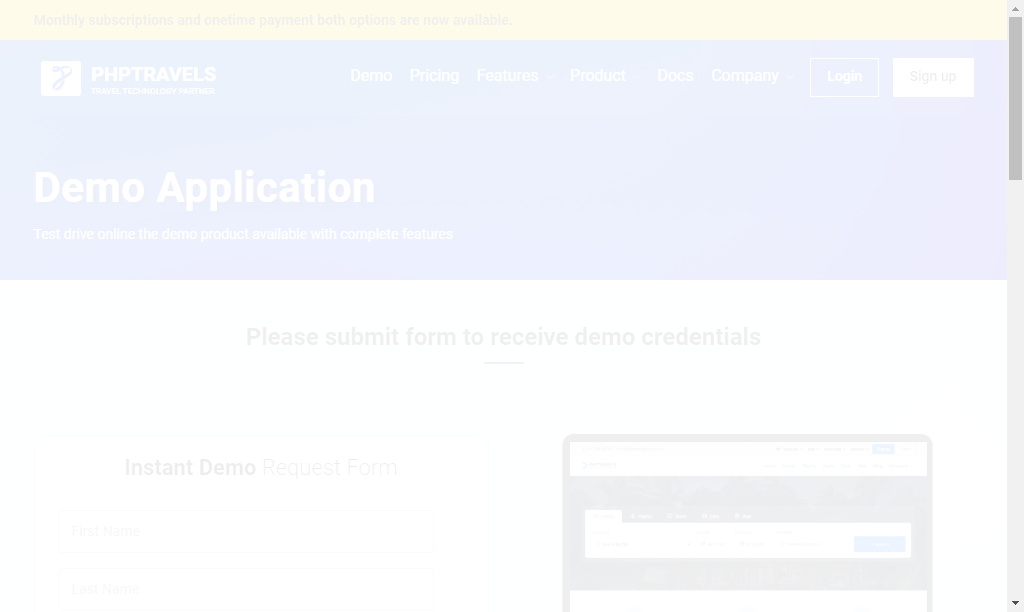 Monthly subscriptions and onetime payment both options are now available.
PHPTRAVELS
TRAVEL TECHNOLOGY PARTNER
Demo Pricing Features Product Docs Company Login Sign up
Demo Application
Test drive online the demo product available with complete features
Please submit form to receive demo credentials
Instant Demo Request Form
First Name
Last Name